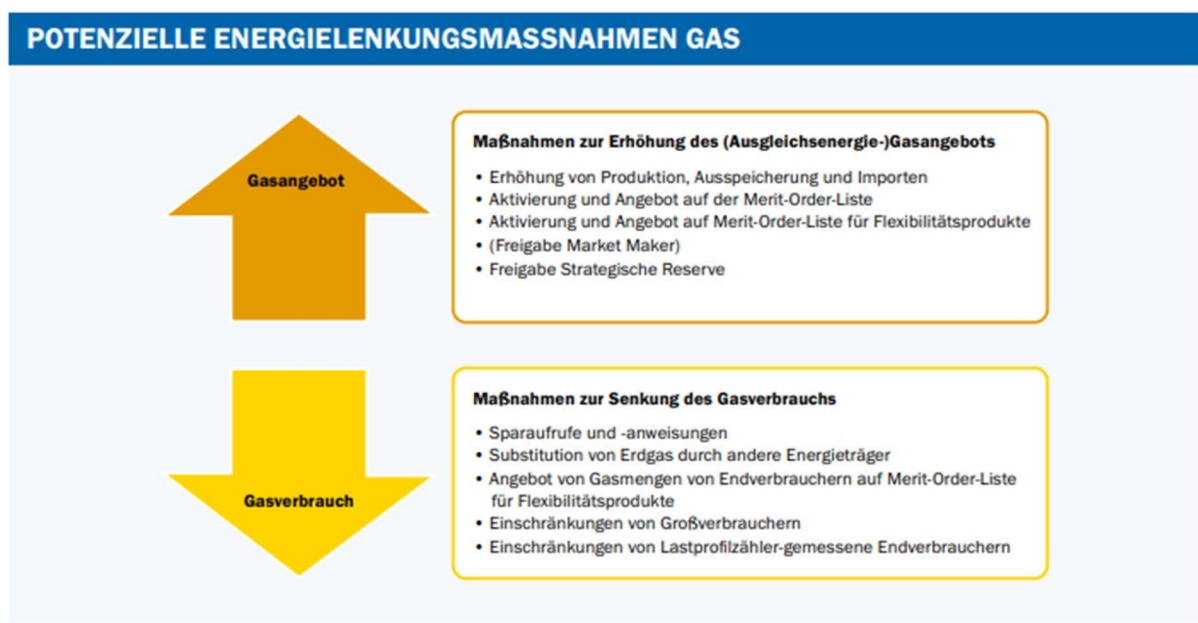 POTENZIELLE ENERGIELENKUNGSMASSNAHMEN GAS
Gasangebot
Maßnahmen zur Erhöhung des (Ausgleichsenergie-)Gasangebots
• Erhöhung von Produktion, Ausspeicherung und Importen
• Aktivierung und Angebot auf der Merit-Order-Liste
• Aktivierung und Angebot auf Merit-Order-Liste für Flexibilitätsprodukte
• (Freigabe Market Maker)
• Freigabe Strategische Reserve
Gasverbrauch
Maßnahmen zur Senkung des Gasverbrauchs
• Sparaufrufe und -anweisungen
• Substitution von Erdgas durch andere Energieträger
• Angebot von Gasmengen von Endverbrauchern auf Merit-Order-Liste
für Flexibilitätsprodukte
• Einschränkungen von Großverbrauchern
• Einschränkungen von Lastprofilzähler-gemessene Endverbrauchern